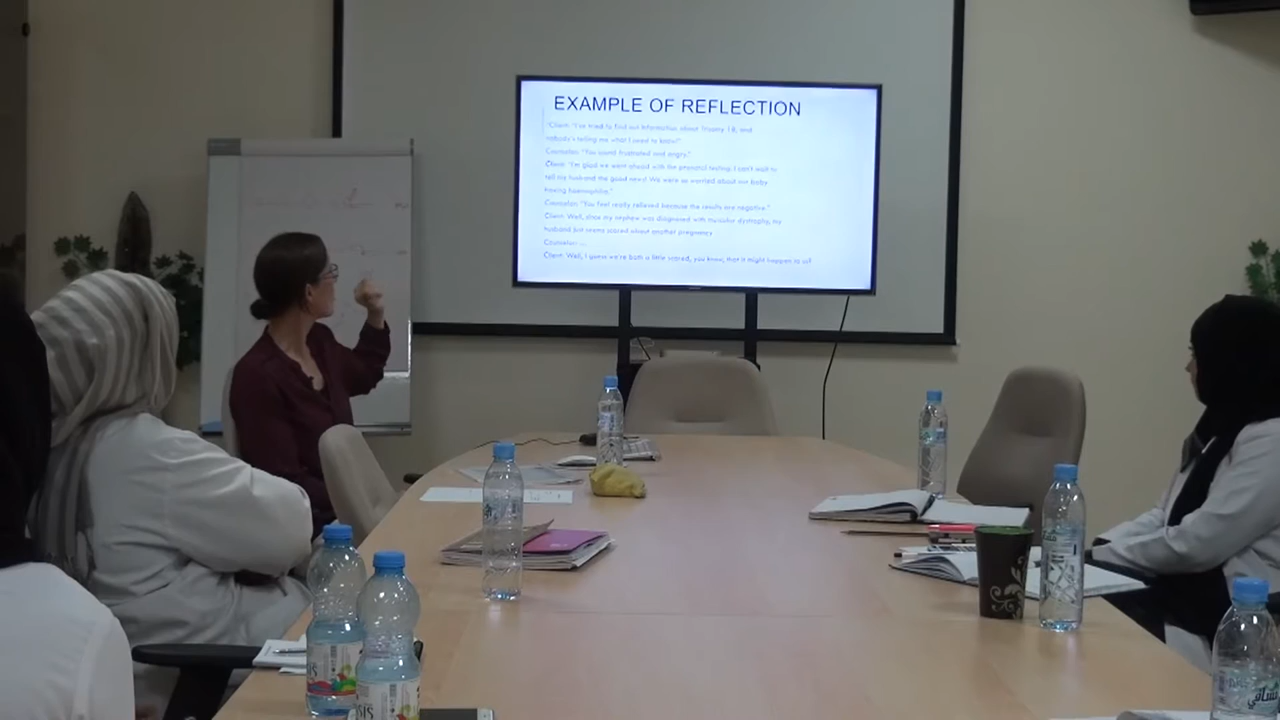 EXAMPLE OF REFLECTION
"Client: "I've tried to find out information about Trisomy 18, and
nobody's telling me what I need to know!"
Counselor: "You sound frustrated and angry."
Client: "I'm glad we went ahead with the prenatal testing. I can't wait to
tell my husband the good news! We were so worried about our baby
having haemophilia."
Counselor: "You feel really relieved because the results are negative."
Client: Well, since my nephew was diagnosed with muscular dystrophy, my
husband just seems scared about another pregnancy
Counselor: ...
Client: Well, I guess we're both a little scared, you know, that it might happen to us?